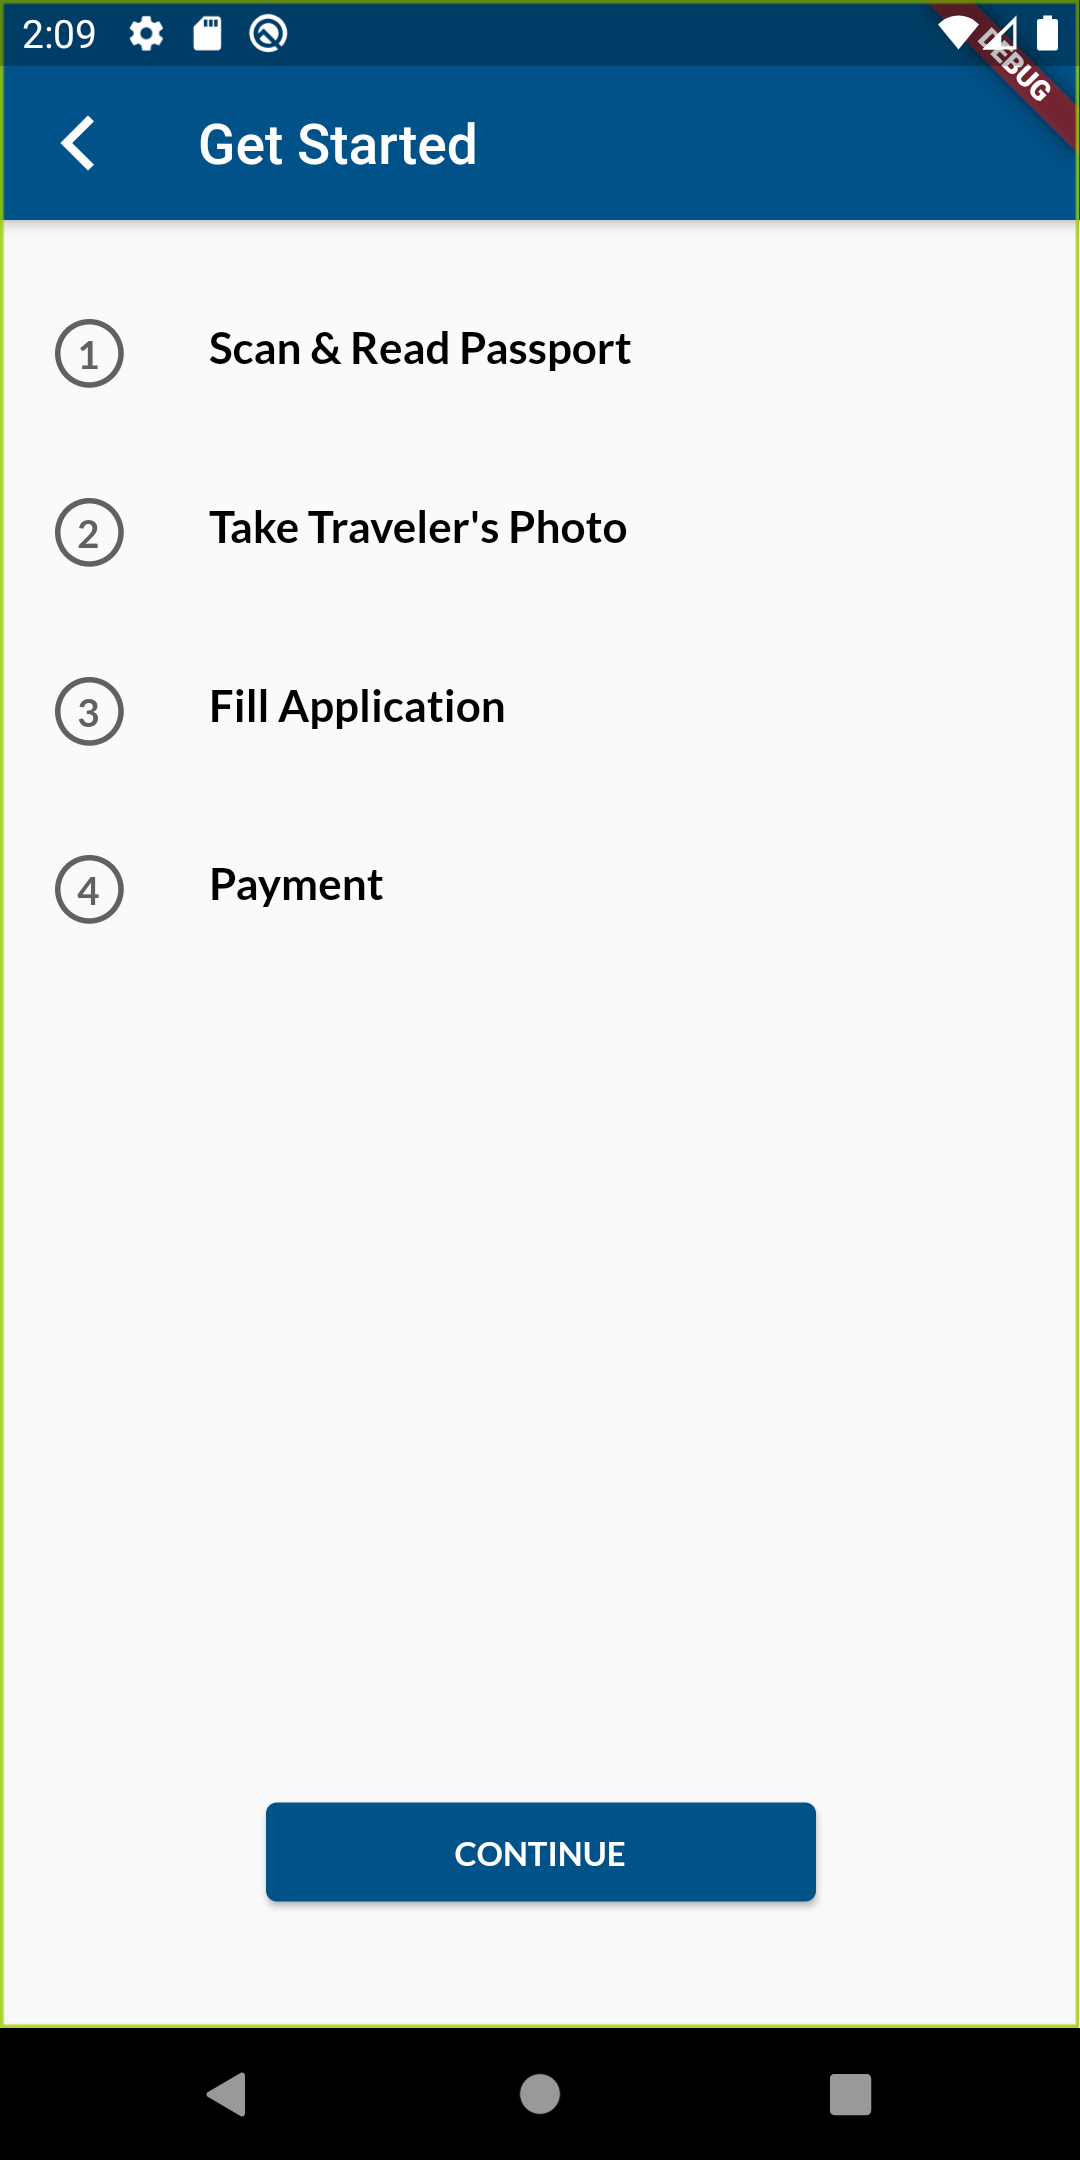 2:09
DEBUG
Get Started
1 Scan & Read Passport
2 Take Traveler's Photo
3 Fill Application
4 Payment
CONTINUE